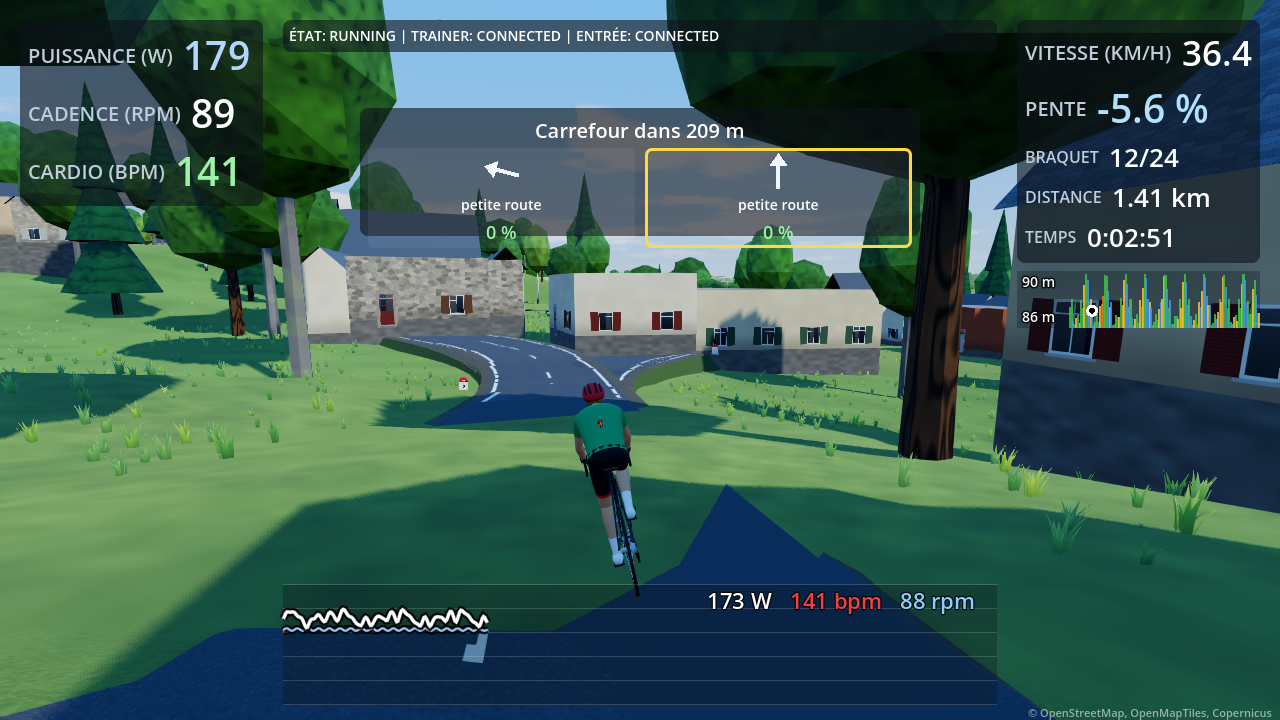 PUISSANCE (W) 179
CADENCE (RPM) 89
CARDIO (BPM) 141
ÉTAT: RUNNING | TRAINER: CONNECTED | ENTRÉE: CONNECTED
Carrefour dans 209 m
petite route
0 %
petite route
0 %
VITESSE (KM/H) 36.4
PENTE -5.6 %
BRAQUET 12/24
DISTANCE 1.41 km
TEMPS 0:02:51
90 m
86 m
173 W 141 bpm 88 rpm
© OpenStreetMap, OpenMapTiles, Copernicus